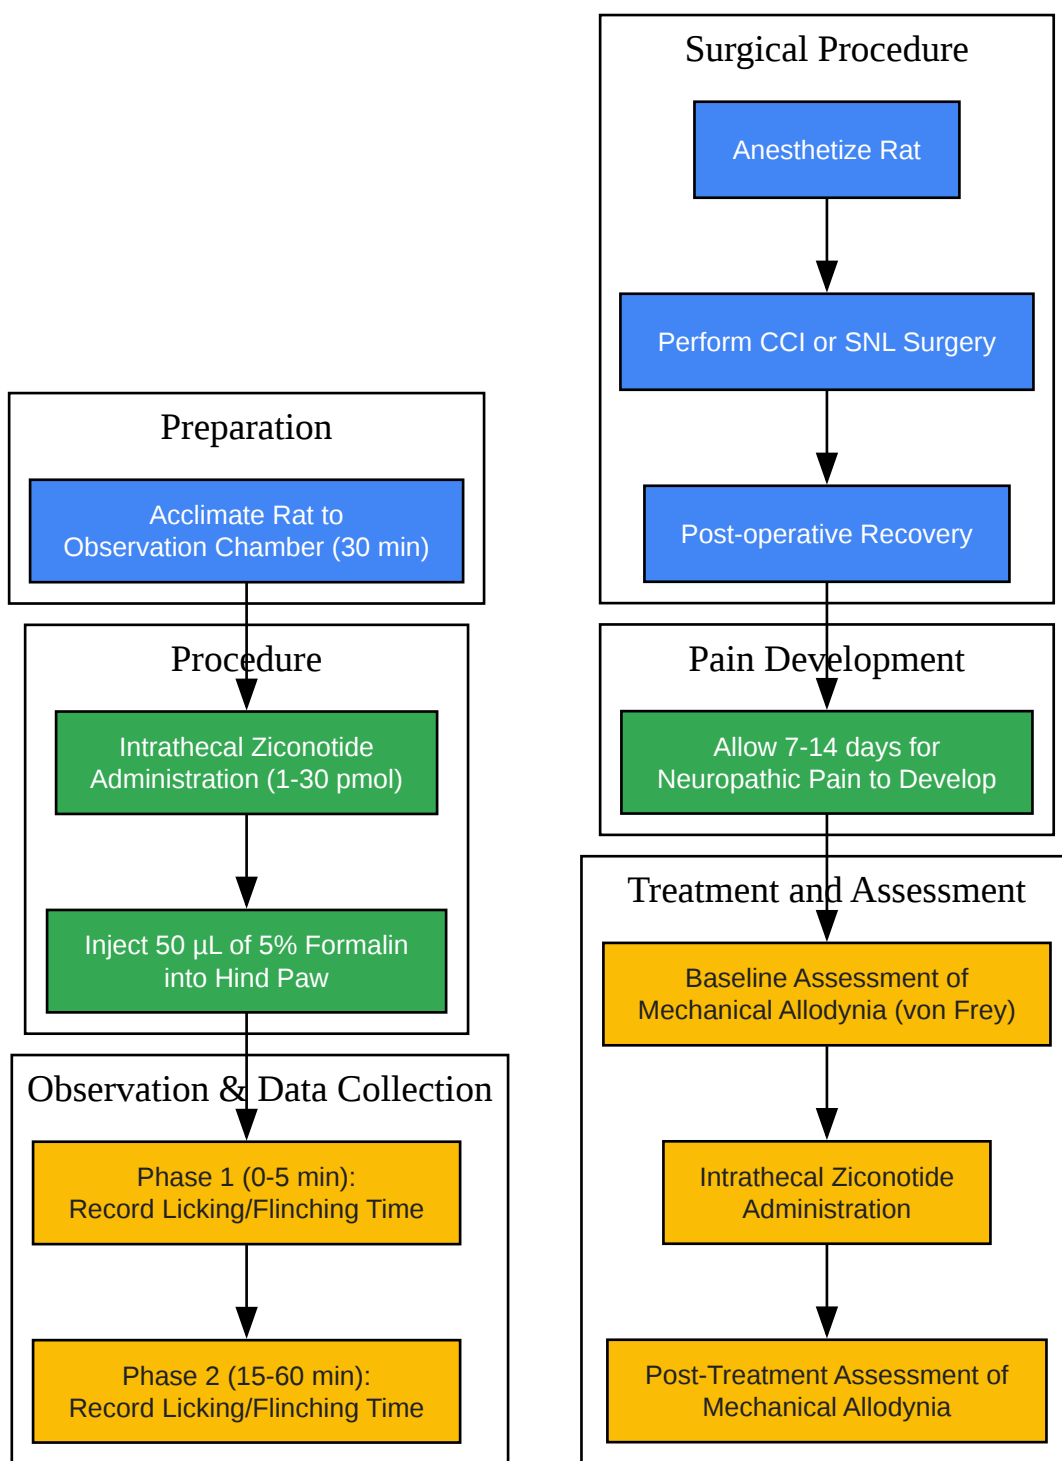 Preparation
Acclimate Rat to
Observation Chamber (30 min)
Procedure
Intrathecal Ziconotide
Administration (1-30 pmol)
Inject 50 µL of 5% Formalin
into Hind Paw
Observation & Data Collection
Phase 1 (0-5 min):
Record Licking/Flinching Time
Phase 2 (15-60 min):
Record Licking/Flinching Time
Surgical Procedure
Anesthetize Rat
Perform CCI or SNL Surgery
Post-operative Recovery
Pain Development
Allow 7-14 days for
Neuropathic Pain to Develop
Treatment and Assessment
Baseline Assessment of
Mechanical Allodynia (von Frey)
Intrathecal Ziconotide
Administration
Post-Treatment Assessment of
Mechanical Allodynia